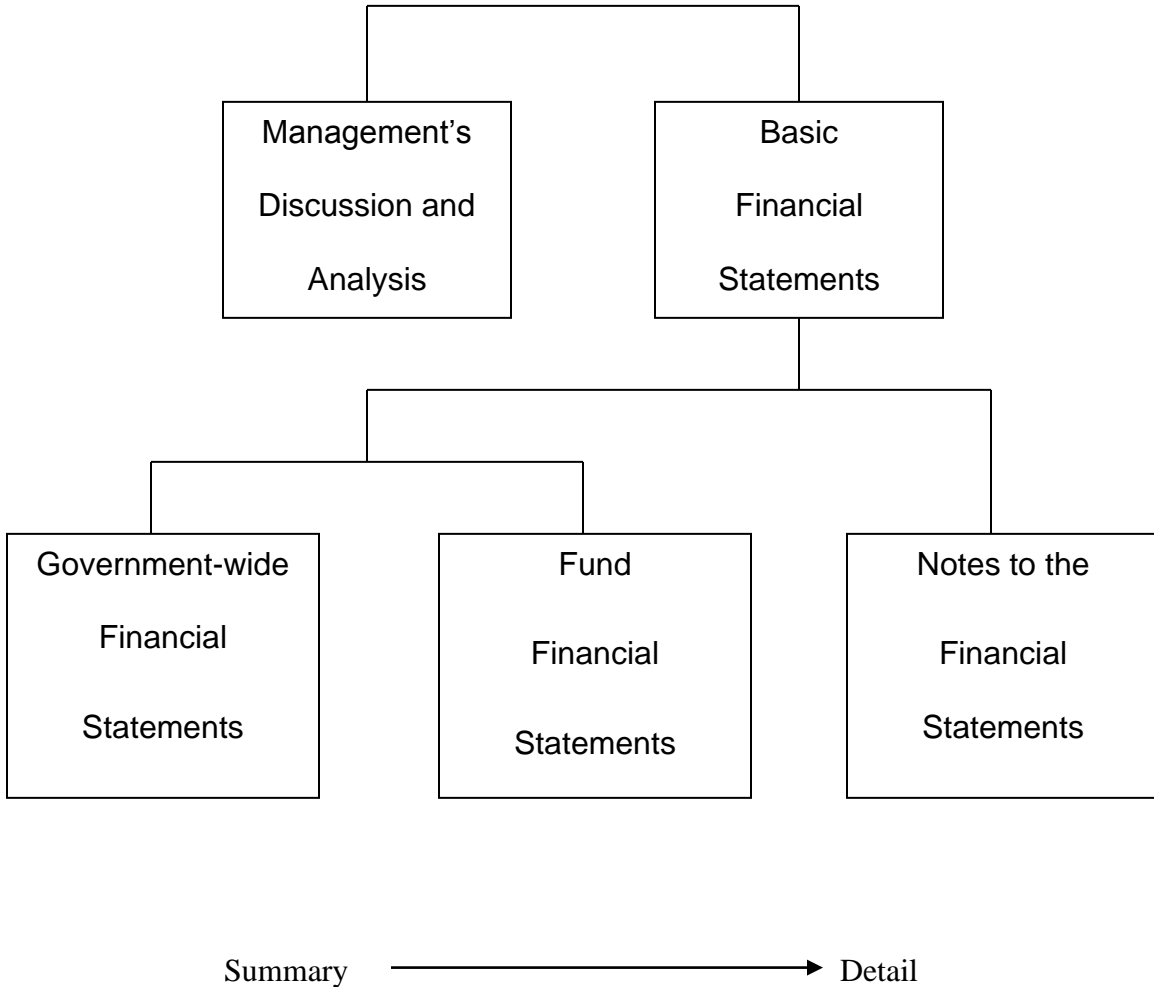 Management’s
Discussion and
Analysis
Basic
Financial
Statements
Government-wide
Financial
Statements
Fund
Financial
Statements
Notes to the
Financial
Statements
Summary
Detail